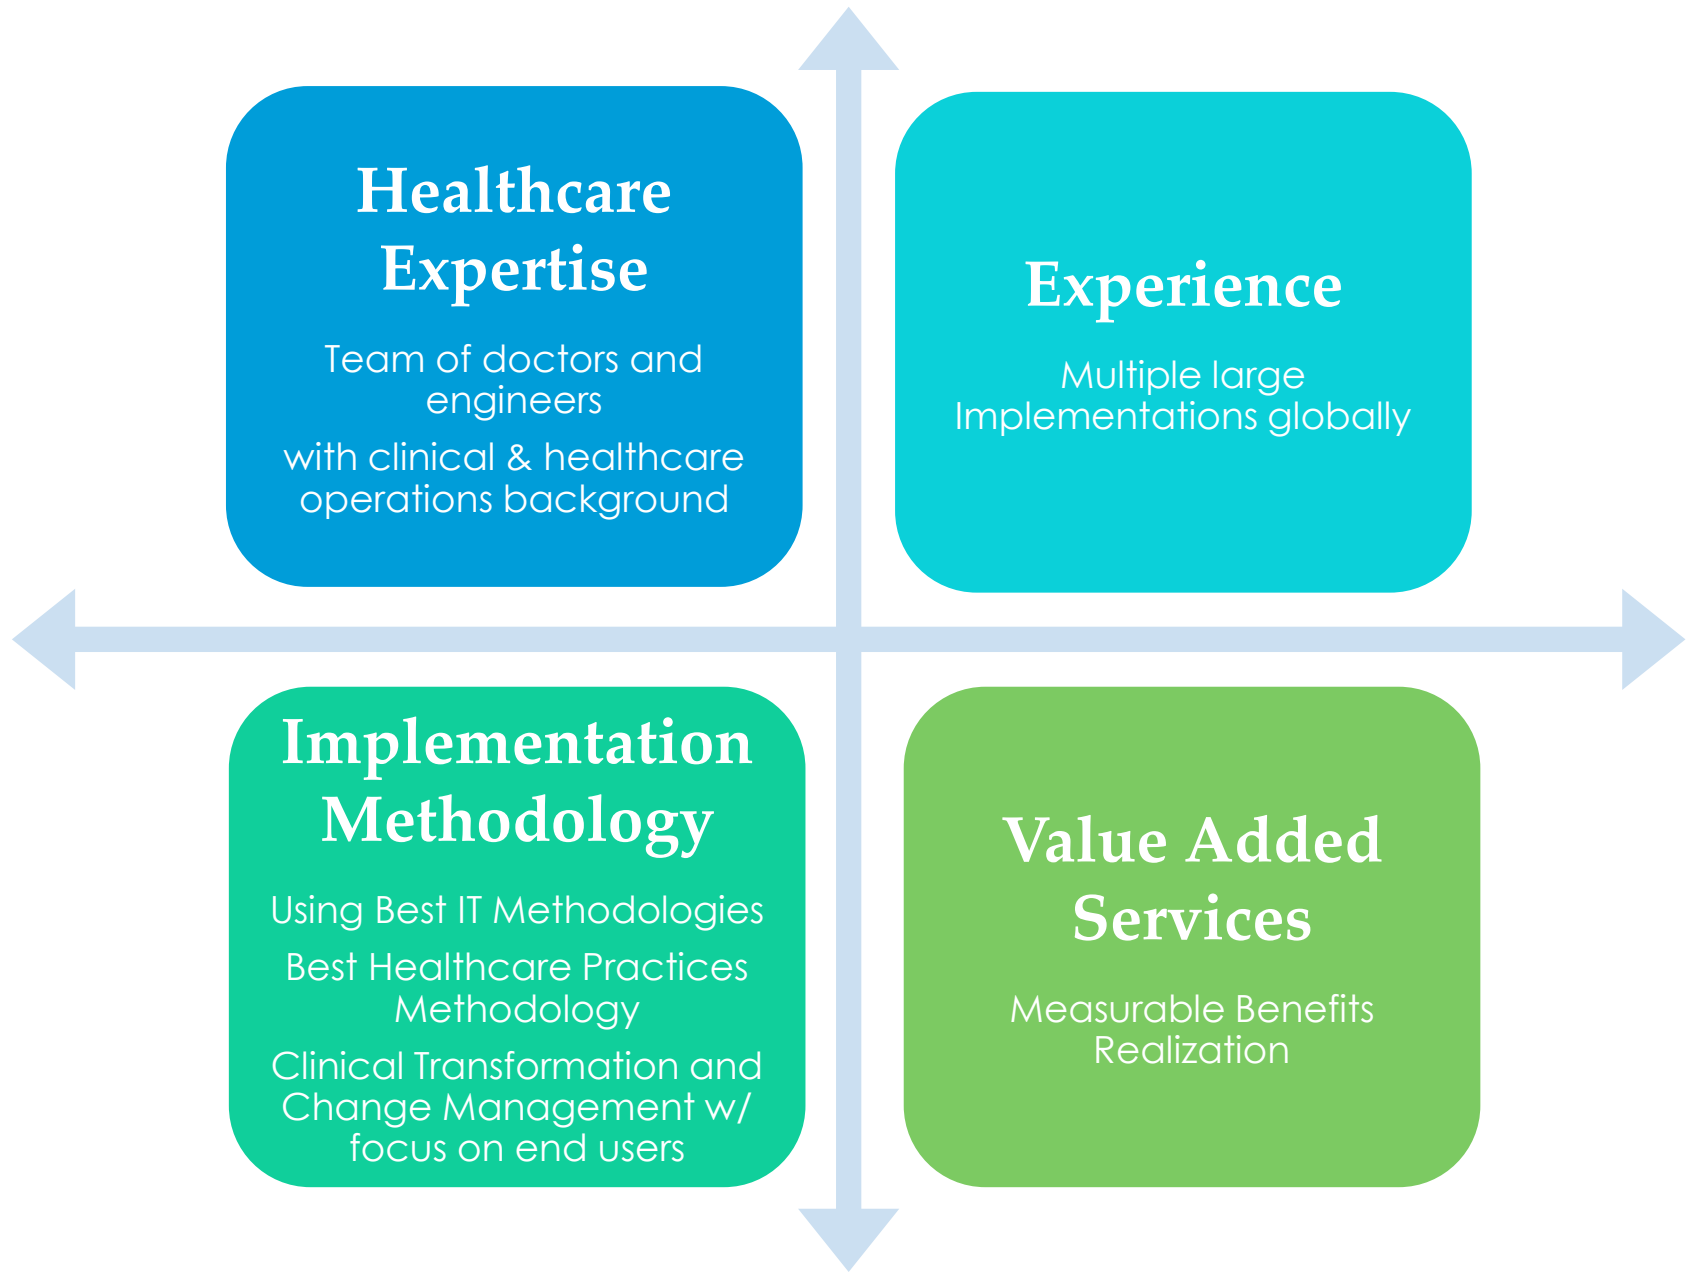 Healthcare
Expertise
Team of doctors and
engineers
with clinical & healthcare
operations background
Experience
Multiple large
Implementations globally
Implementation
Methodology
Using Best IT Methodologies
Best Healthcare Practices
Methodology
Clinical Transformation and
Change Management w/
focus on end users
Value Added
Services
Measurable Benefits
Realization